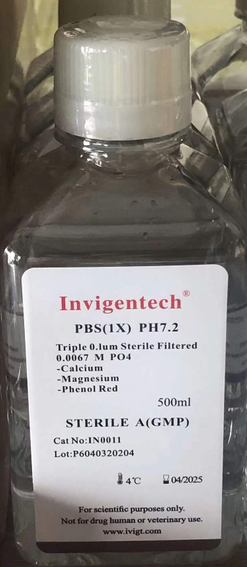 Invigentech®
PBS(1X) PH7.2
Triple 0.1um Sterile Filtered
0.0067 M PO4
-Calcium
-Magnesium
-Phenol Red
500ml
STERILE A(GMP)
Cat No:IN0011
Lot:P6040320204
4℃ 04/2025
For scientific purposes only.
Not for drug human or veterinary use.
www.ivigt.com